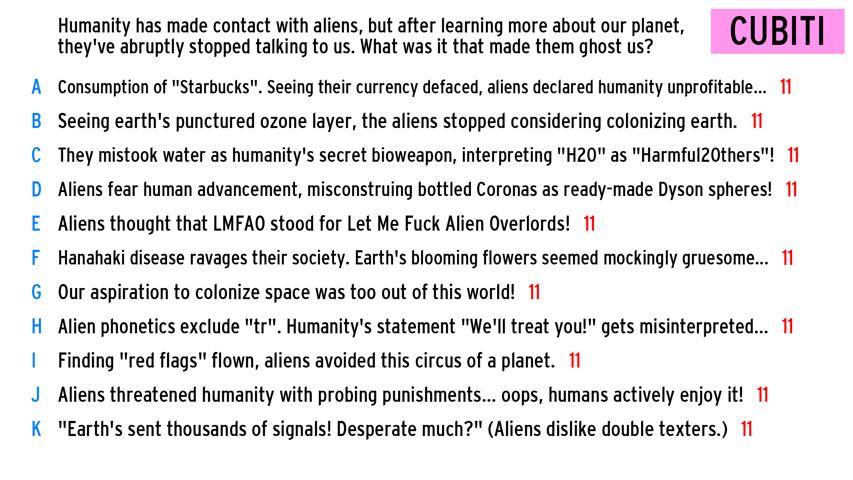 Humanity has made contact with aliens, but after learning more about our planet,
they've abruptly stopped talking to us. What was it that made them ghost us?
CUBITI
A Consumption of "Starbucks". Seeing their currency defaced, aliens declared humanity unprofitable... 11
B Seeing earth's punctured ozone layer, the aliens stopped considering colonizing earth. 11
C They mistook water as humanity's secret bioweapon, interpreting "H2O" as "Harmful2Others"! 11
D Aliens fear human advancement, misconstruing bottled Coronas as ready-made Dyson spheres! 11
E Aliens thought that LMFAO stood for Let Me Fuck Alien Overlords! 11
F Hanahaki disease ravages their society. Earth's blooming flowers seemed mockingly gruesome... 11
G Our aspiration to colonize space was too out of this world! 11
H Alien phonetics exclude "tr". Humanity's statement "We'll treat you!" gets misinterpreted... 11
I Finding "red flags" flown, aliens avoided this circus of a planet. 11
J Aliens threatened humanity with probing punishments... oops, humans actively enjoy it! 11
K "Earth's sent thousands of signals! Desperate much?" (Aliens dislike double texters.) 11